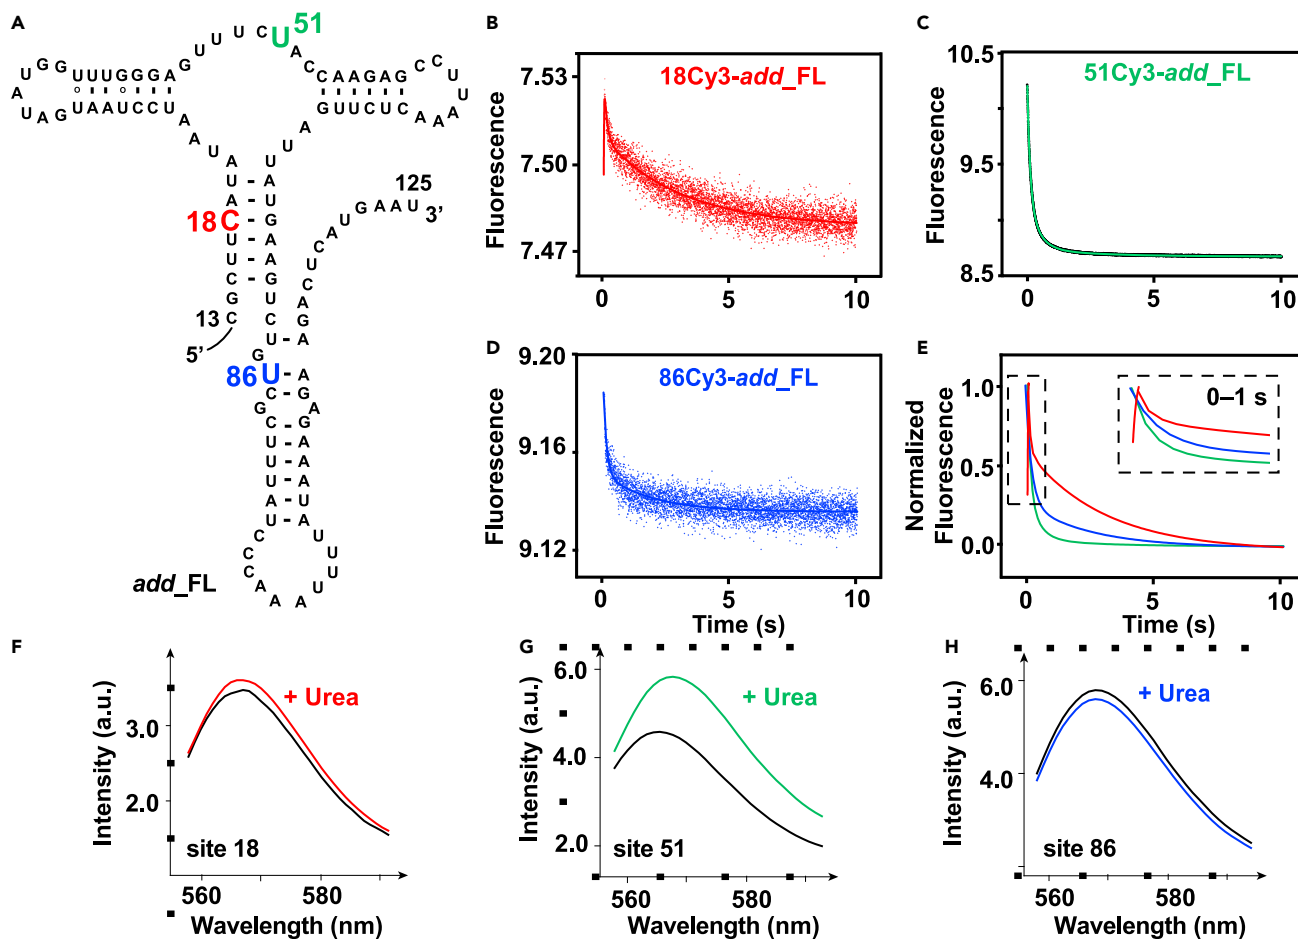 A
51
18
13
5'
86
125
3'
add_FL
B
18Cy3-add_FL
Fluorescence
7.53
7.50
7.47
0 5 10
C
51Cy3-add_FL
Fluorescence
10.5
9.5
8.5
0 5 10
D
86Cy3-add_FL
Fluorescence
9.20
9.16
9.12
0 5 10
Time (s)
E
0–1 s
Normalized
Fluorescence
1.0
0.5
0.0
0 5 10
Time (s)
F
+ Urea
Intensity (a.u.)
3.0
2.0
site 18
560 580
Wavelength (nm)
G
+ Urea
Intensity (a.u.)
6.0
4.0
2.0
site 51
560 580
Wavelength (nm)
H
+ Urea
Intensity (a.u.)
6.0
4.0
site 86
560 580
Wavelength (nm)